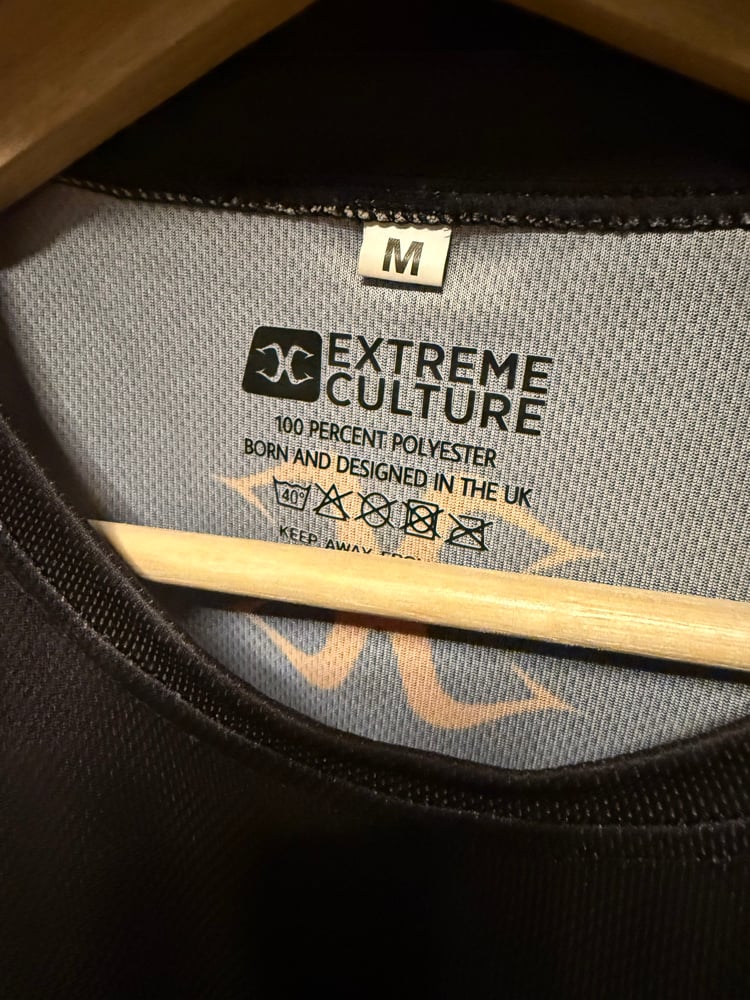 M
EXTREME
CULTURE
100 PERCENT POLYESTER
BORN AND DESIGNED IN THE UK
40°
KEEP AWAY